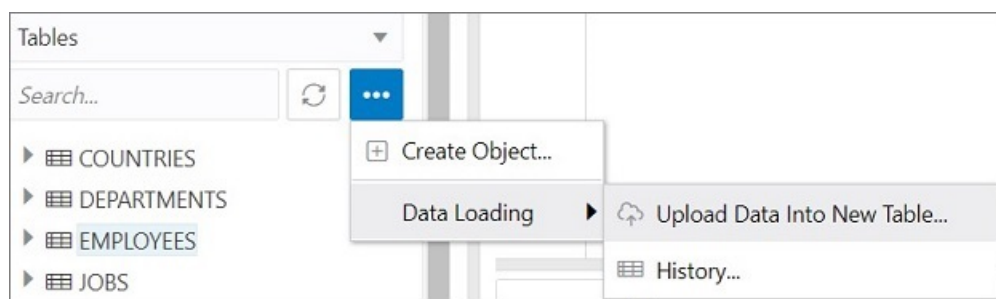 Tables
Search...
COUNTRIES
DEPARTMENTS
EMPLOYEES
JOBS
Create Object...
Data Loading
Upload Data Into New Table...
History...